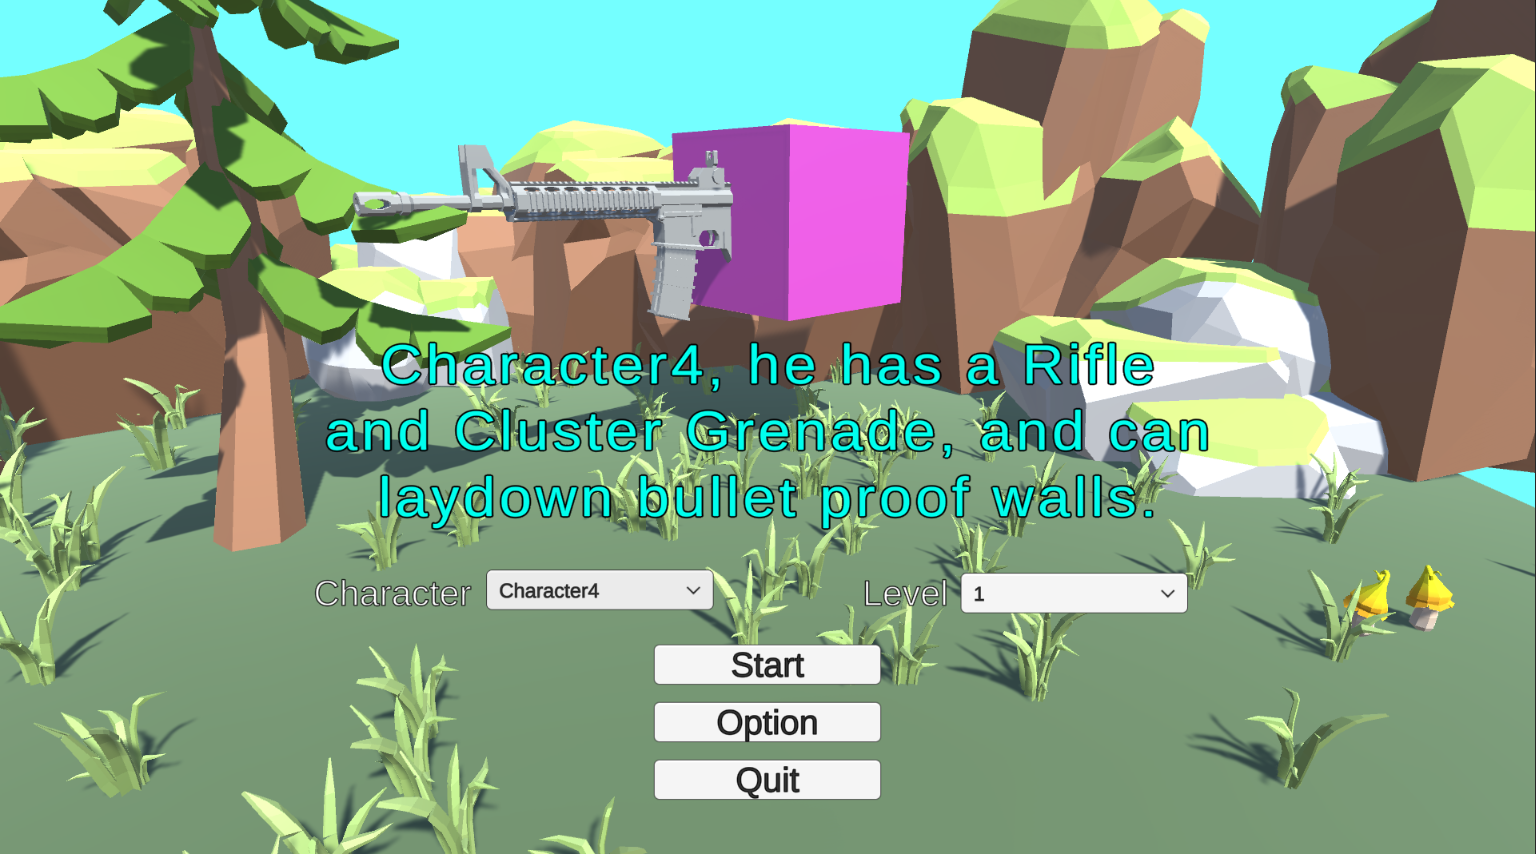 Character4, he has a Rifle
and Cluster Grenade, and can
laydown bullet proof walls.
Character Character4 Level 1
Start
Option
Quit